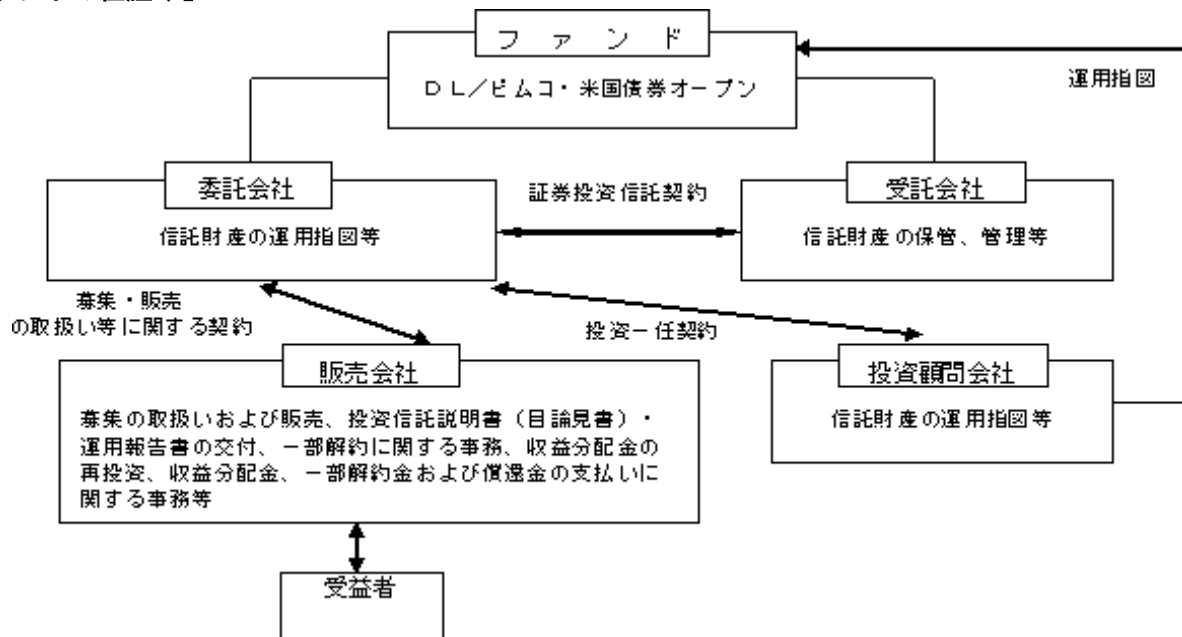 ファンド
運用指図
DL/ピムコ・米国債券オープン
委託会社
証券投資信託契約
受託会社
信託財産の運用指図等
信託財産の保管、管理等
募集・販売
の取扱い等に関する契約
投資一任契約
販売会社
投資顧問会社
募集の取扱いおよび販売、投資信託説明書(目論見書)・
運用報告書の交付、一部解約に関する事務、収益分配金の
再投資、収益分配金、一部解約金および償還金の支払いに
関する事務等
信託財産の運用指図等
受益者